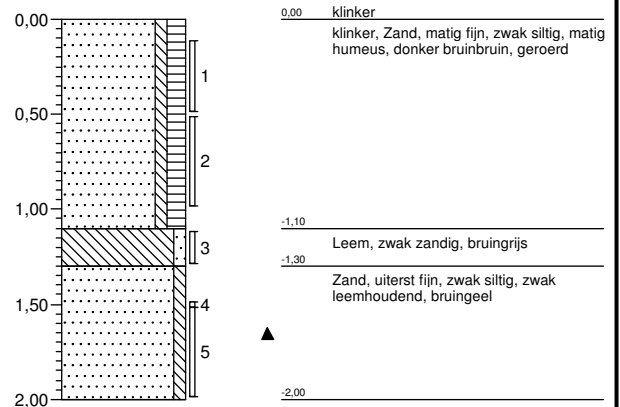 0,00
0,50
1,00
1,50
2,00
1
2
3
4
5
0,00 klinker
klinker, Zand, matig fijn, zwak siltig, matig
humeus, donker bruinbruin, geroerd
-1,10
Leem, zwak zandig, bruingrijs
-1,30
Zand, uiterst fijn, zwak siltig, zwak
leemhoudend, bruingeel
-2,00